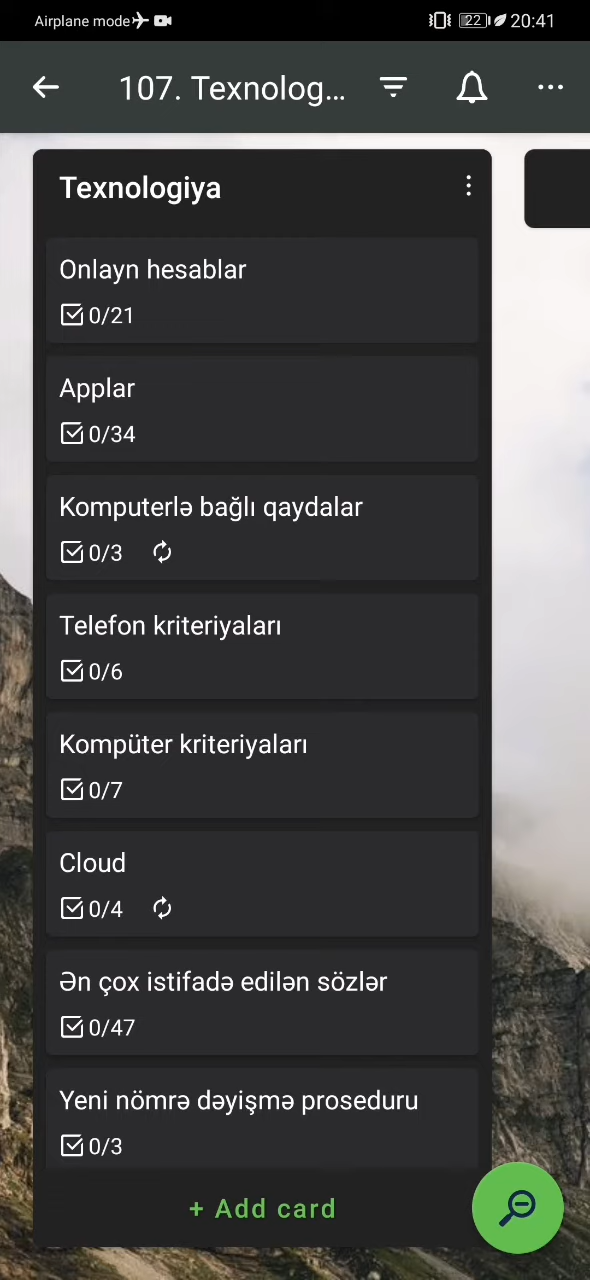 Airplane mode 22 20:41
107. Texnolog...
Texnologiya
Onlayn hesablar
0/21
Applar
0/34
Komputerlə bağlı qaydalar
0/3
Telefon kriteriyaları
0/6
Kompüter kriteriyaları
0/7
Cloud
0/4
Ən çox istifadə edilən sözlər
0/47
Yeni nömrə dəyişmə proseduru
0/3
+ Add card